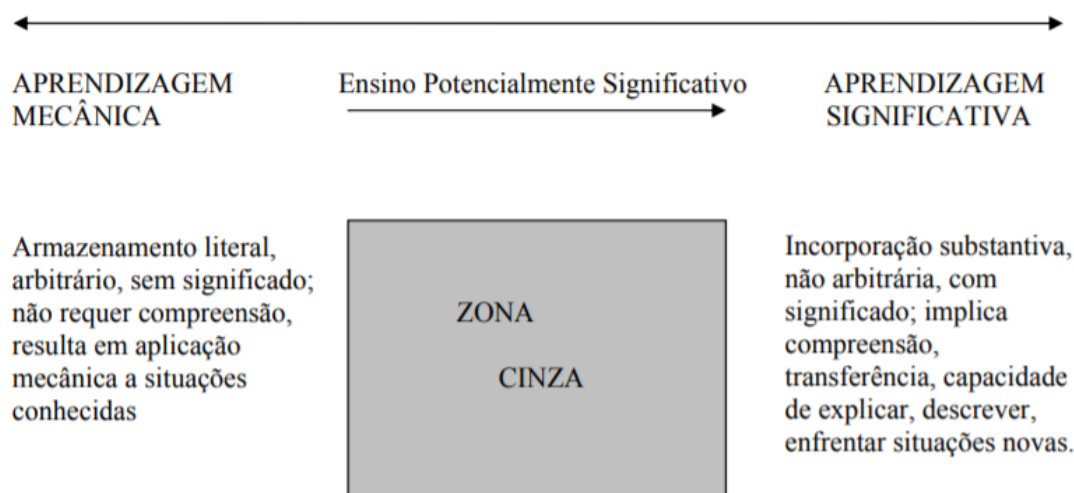 APRENDIZAGEM
MECÂNICA
Ensino Potencialmente Significativo
APRENDIZAGEM
SIGNIFICATIVA
Armazenamento literal,
arbitrário, sem significado;
não requer compreensão,
resulta em aplicação
mecânica a situações
conhecidas
ZONA
CINZA
Incorporação substantiva,
não arbitrária, com
significado; implica
compreensão,
transferência, capacidade
de explicar, descrever,
enfrentar situações novas.